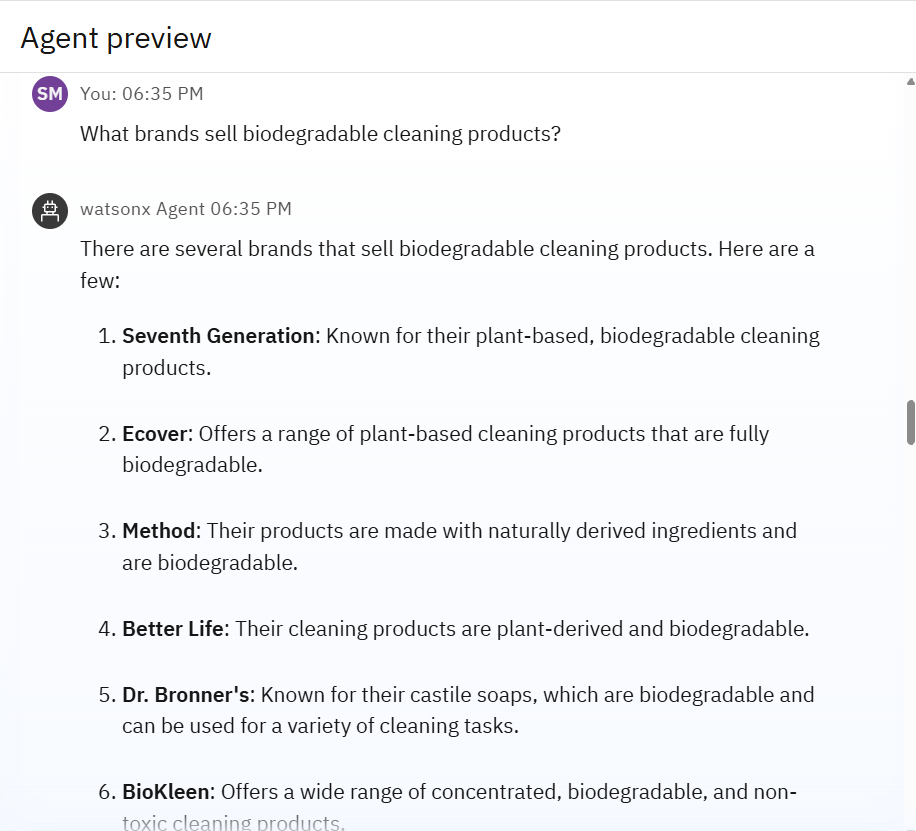 Agent preview
SM You: 06:35 PM
What brands sell biodegradable cleaning products?
watsonx Agent 06:35 PM
There are several brands that sell biodegradable cleaning products. Here are a
few:
1. Seventh Generation: Known for their plant-based, biodegradable cleaning
products.
2. Ecover: Offers a range of plant-based cleaning products that are fully
biodegradable.
3. Method: Their products are made with naturally derived ingredients and
are biodegradable.
4. Better Life: Their cleaning products are plant-derived and biodegradable.
5. Dr. Bronner's: Known for their castile soaps, which are biodegradable and
can be used for a variety of cleaning tasks.
6. BioKleen: Offers a wide range of concentrated, biodegradable, and non-
toxic cleaning products.